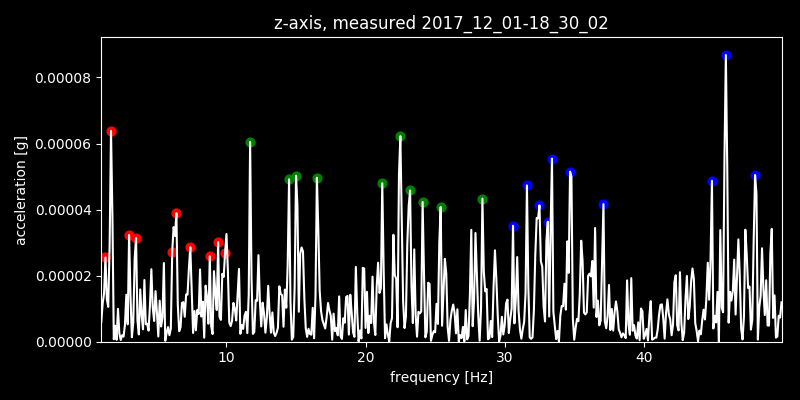 z-axis, measured 2017_12_01-18_30_02
acceleration [g]
0.00008
0.00006
0.00004
0.00002
0.00000
10 20 30 40
frequency [Hz]